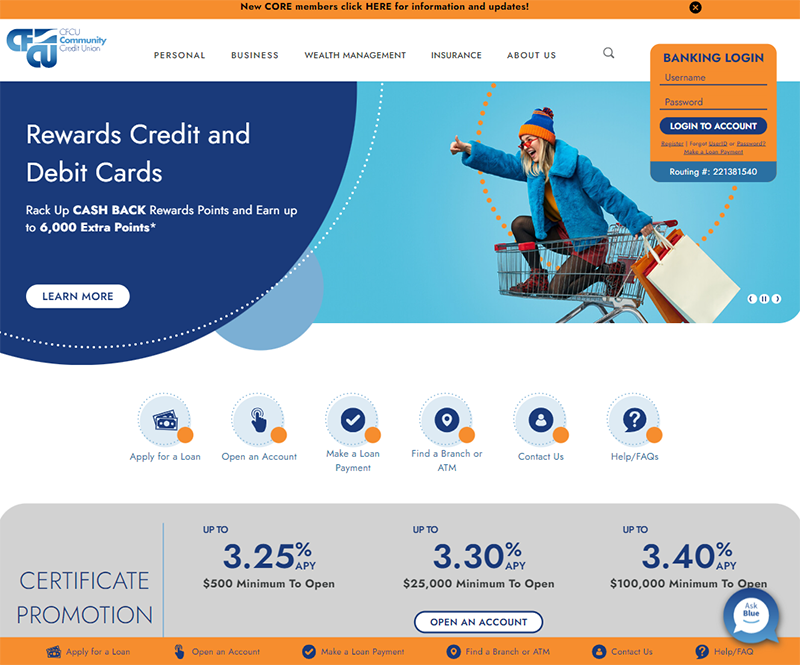 New CORE members click HERE for information and updates!
CFCU
CFCU
Community
Credit Union
PERSONAL
BUSINESS
WEALTH MANAGEMENT
INSURANCE
ABOUT US
BANKING LOGIN
Username
Password
LOGIN TO ACCOUNT
Register | Forgot UserID or Password?
Make a Loan Payment
Routing #: 221381540
Rewards Credit and
Debit Cards
Rack Up CASH BACK Rewards Points and Earn up
to 6,000 Extra Points*
LEARN MORE
Apply for a Loan
Open an Account
Make a Loan
Payment
Find a Branch or
ATM
Contact Us
Help/FAQs
CERTIFICATE
PROMOTION
UP TO
3.25% APY
$500 Minimum To Open
UP TO
3.30% APY
$25,000 Minimum To Open
UP TO
3.40% APY
$100,000 Minimum To Open
OPEN AN ACCOUNT
Ask
Blue
Apply for a Loan
Open an Account
Make a Loan Payment
Find a Branch or ATM
Contact Us
Help/FAQ